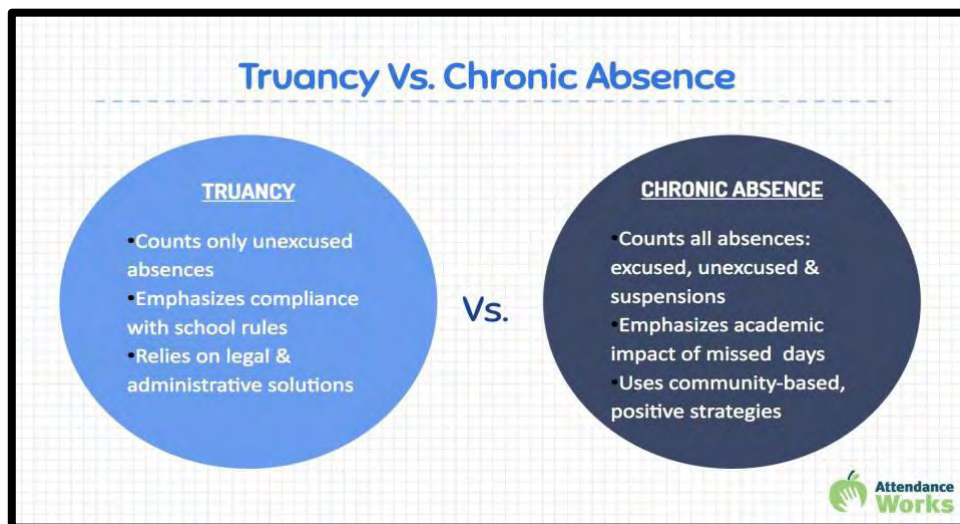 Truancy Vs. Chronic Absence
TRUANCY
•Counts only unexcused
absences
•Emphasizes compliance
with school rules
•Relies on legal &
administrative solutions
Vs.
CHRONIC ABSENCE
•Counts all absences:
excused, unexcused &
suspensions
•Emphasizes academic
impact of missed days
•Uses community-based,
positive strategies
Attendance
Works